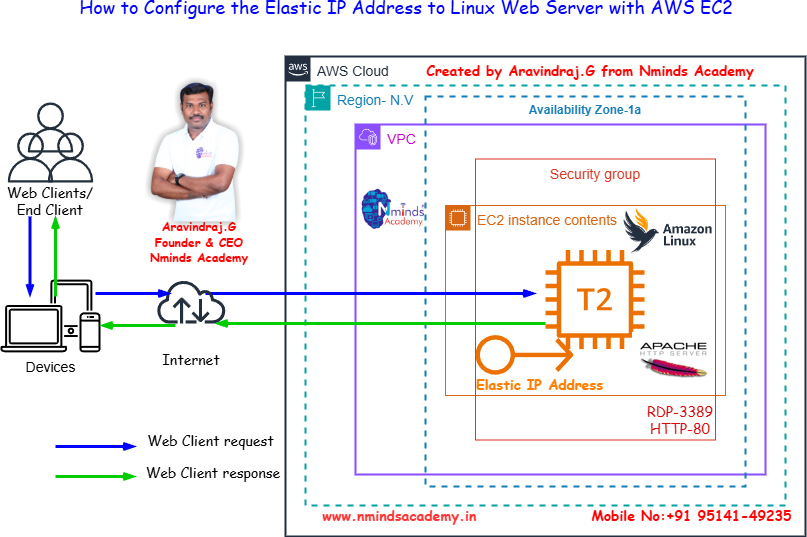 How to Configure the Elastic IP Address to Linux Web Server with AWS EC2
aws
AWS Cloud
Created by Aravindraj.G from Nminds Academy
Region- N.V
Availability Zone-1a
VPC
Security group
Web Clients/
End Client
Nminds
Academy
EC2 instance contents
Amazon
Linux
Aravindraj.G
Founder & CEO
Nminds Academy
T2
Devices
Internet
APACHE
HTTP SERVER
Elastic IP Address
RDP-3389
HTTP-80
Web Client request
Web Client response
www.nmindsacademy.in
Mobile No:+91 95141-49235